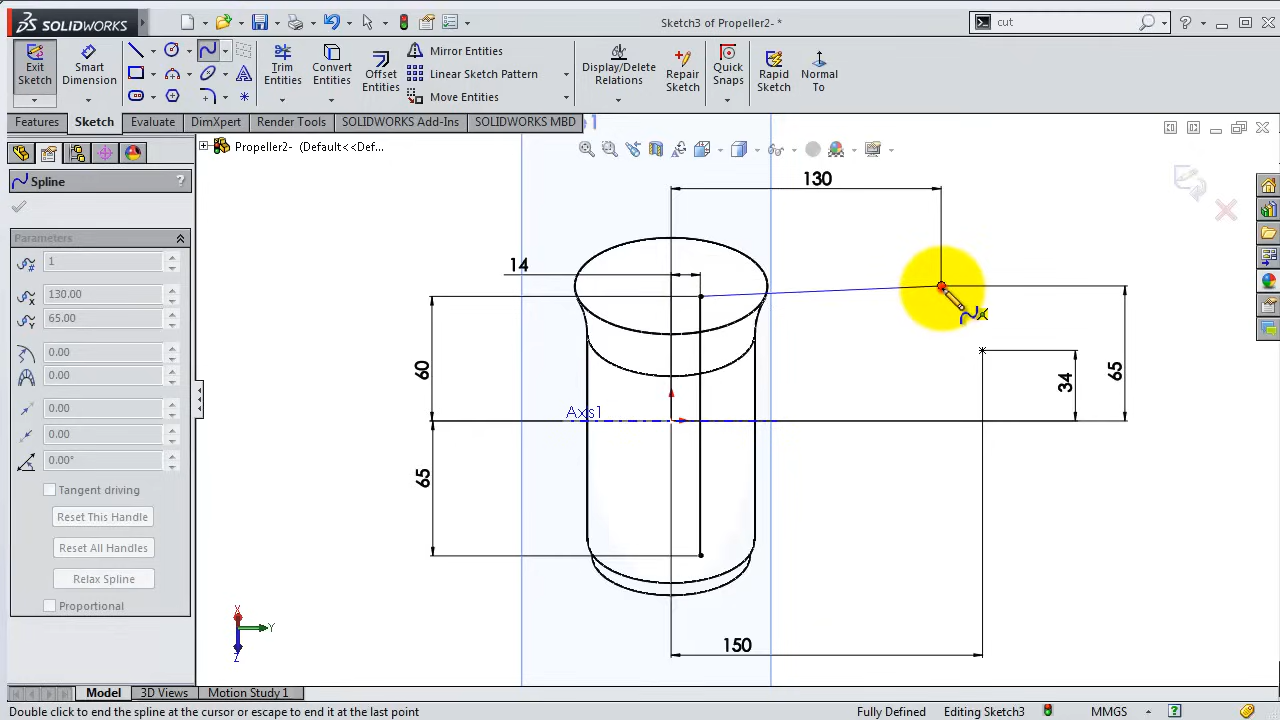 SOLIDWORKS
Sketch3 of Propeller2- *
cut
Exit Sketch
Smart Dimension
Trim Entities
Convert Entities
Offset Entities
Mirror Entities
Linear Sketch Pattern
Move Entities
Display/Delete Relations
Repair Sketch
Quick Snaps
Rapid Sketch
Normal To
Features
Sketch
Evaluate
DimXpert
Render Tools
SOLIDWORKS Add-Ins
SOLIDWORKS MBD
Propeller2- (Default<<Def...
Spline
?
Parameters
1
130.00
65.00
0.00
0.00
0.00
0.00
0.00°
Tangent driving
Reset This Handle
Reset All Handles
Relax Spline
Proportional
130
14
60
65
34
65
Axis1
150
X
Y
Z
Model
3D Views
Motion Study 1
Double click to end the spline at the cursor or escape to end it at the last point
Fully Defined
Editing Sketch3
MMGS